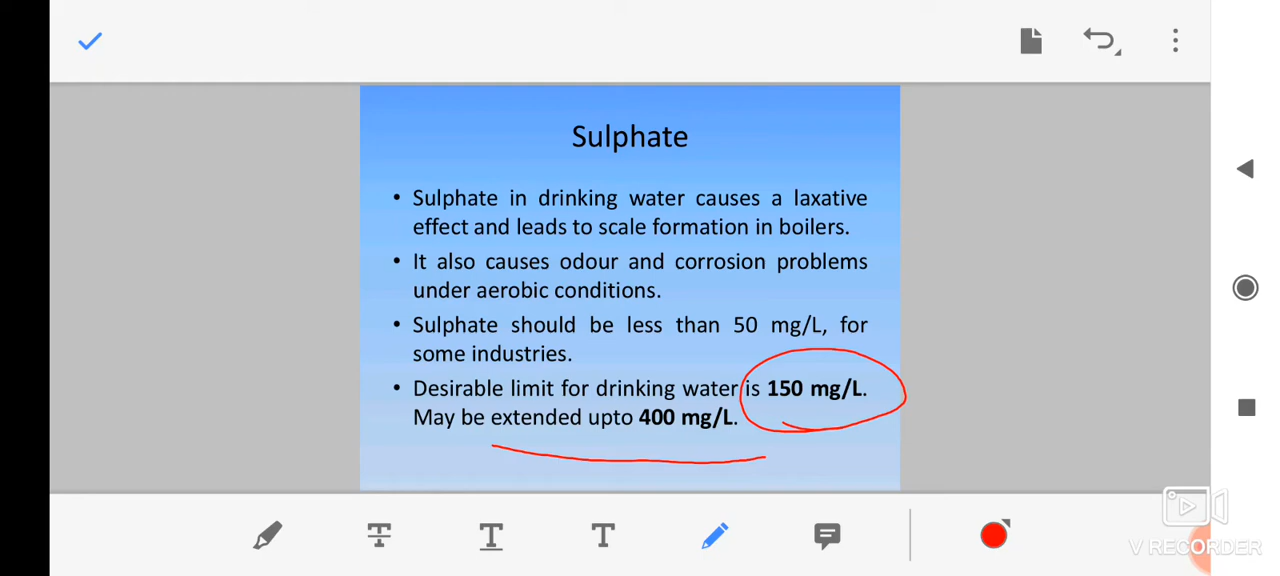 Sulphate
• Sulphate in drinking water causes a laxative
effect and leads to scale formation in boilers.
• It also causes odour and corrosion problems
under aerobic conditions.
• Sulphate should be less than 50 mg/L, for
some industries.
• Desirable limit for drinking water is 150 mg/L.
May be extended upto 400 mg/L.
T T T
V RECORDER